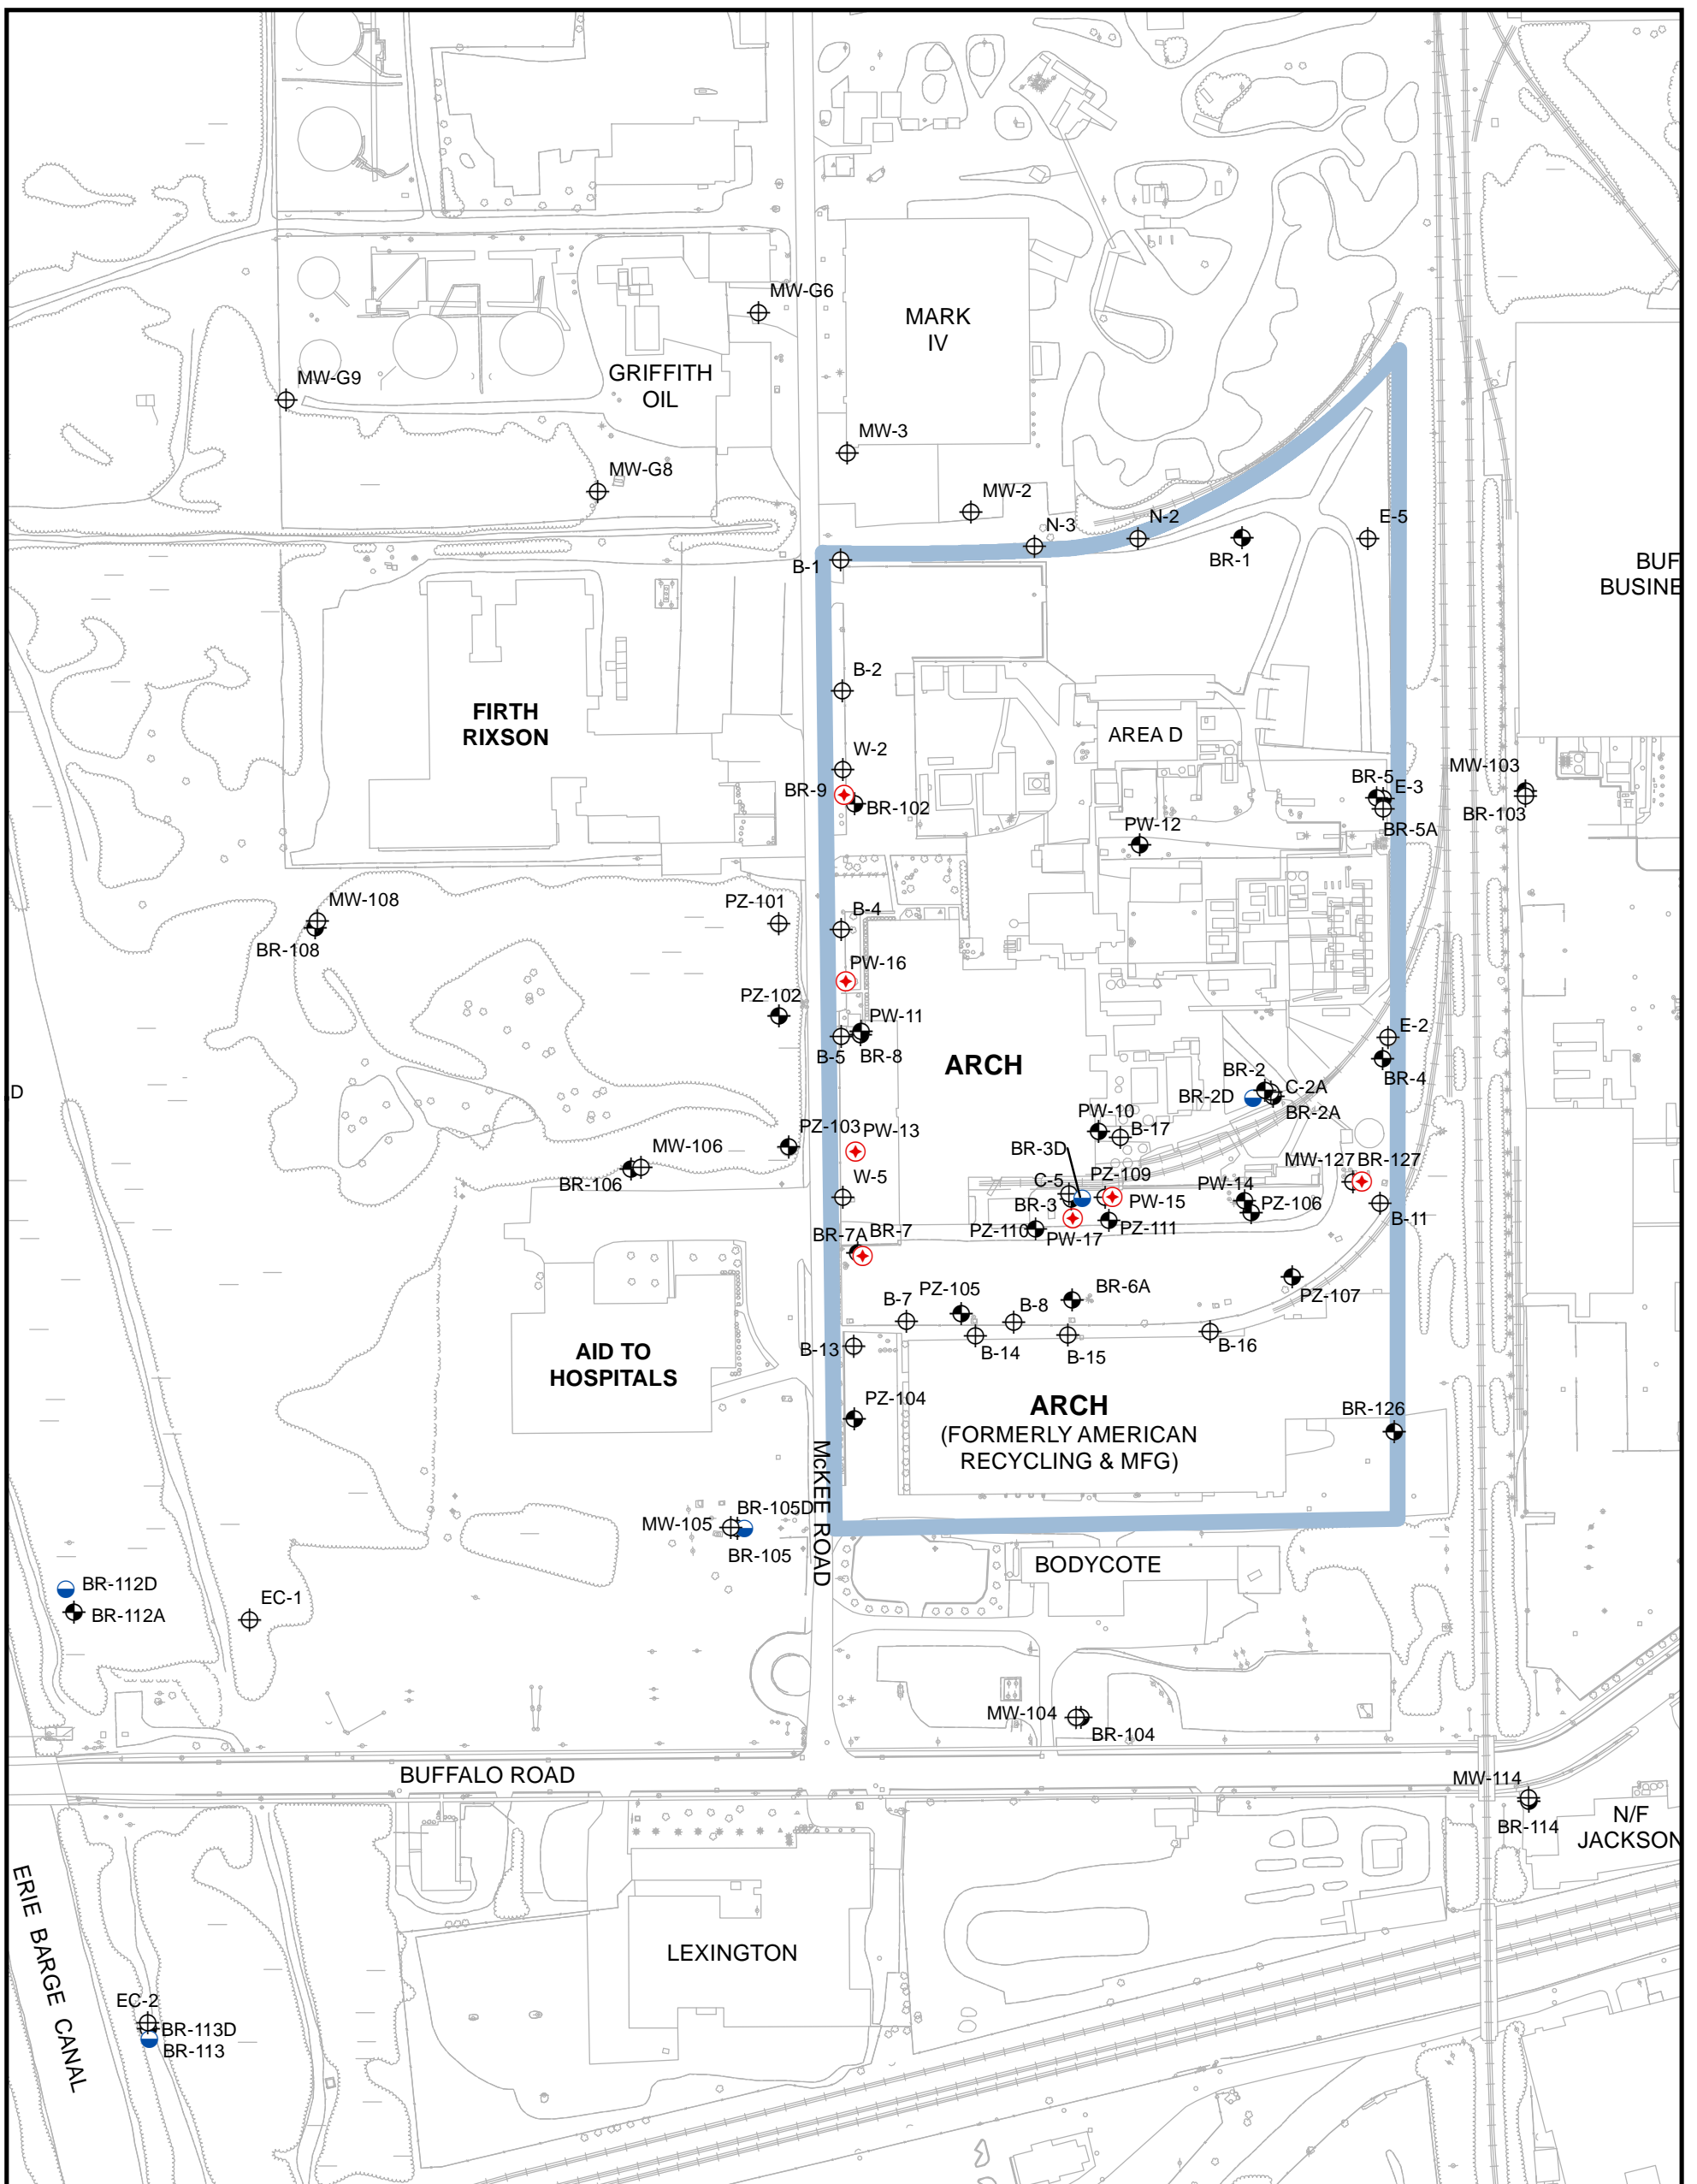 MW-G6
MARK
IV
MW-G9
GRIFFITH
OIL
MW-3
MW-G8
MW-2
N-3
N-2
E-5
BR-1
B-1
BUF
BUSINE
B-2
FIRTH
RIXSON
AREA D
W-2
BR-9
BR-102
BR-5
E-3
BR-5A
MW-103
BR-103
PW-12
MW-108
BR-108
PZ-101
B-4
PW-16
PZ-102
PW-11
B-5
BR-8
E-2
ARCH
BR-4
D
BR-2
C-2A
BR-2D
BR-2A
PW-10
B-17
PZ-103
PW-13
MW-106
BR-106
BR-3D
W-5
C-5
PZ-109
BR-3
PW-15
PW-14
PZ-106
MW-127
BR-127
B-11
PZ-110
PW-17
PZ-111
BR-7A
BR-7
PZ-107
BR-6A
B-7
PZ-105
B-8
B-13
B-14
B-15
B-16
AID TO
HOSPITALS
PZ-104
ARCH
(FORMERLY AMERICAN
RECYCLING & MFG)
BR-126
McKEE ROAD
BR-105D
MW-105
BR-105
BODYCOTE
BR-112D
BR-112A
EC-1
MW-104
BR-104
BUFFALO ROAD
MW-114
BR-114
N/F
JACKSON
ERIE BARGE CANAL
LEXINGTON
EC-2
BR-113D
BR-113